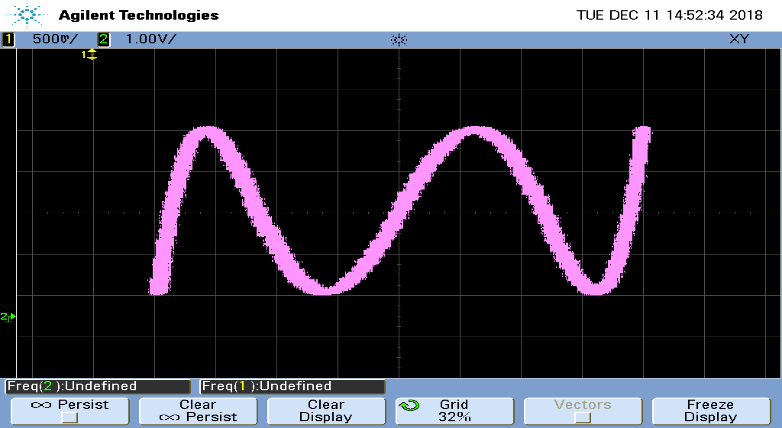 Agilent Technologies TUE DEC 11 14:52:34 2018
1 500mV/ 2 1.00V/ XY
1
2
Freq(2):Undefined Freq(1):Undefined
∞ Persist
Clear ∞ Persist
Clear Display
Grid 32%
Vectors
Freeze Display